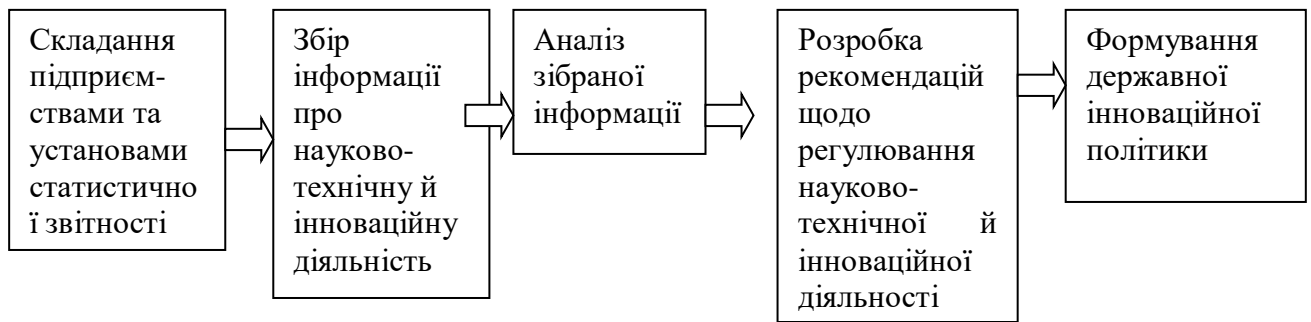 Складання
підприєм-
ствами та
установами
статистично
ї звітності
Збір
інформації
про
науково-
технічну й
інноваційну
діяльність
Аналіз
зібраної
інформації
Розробка
рекомендацій
щодо
регулювання
науково-
технічної й
інноваційної
діяльності
Формування
державної
інноваційної
політики